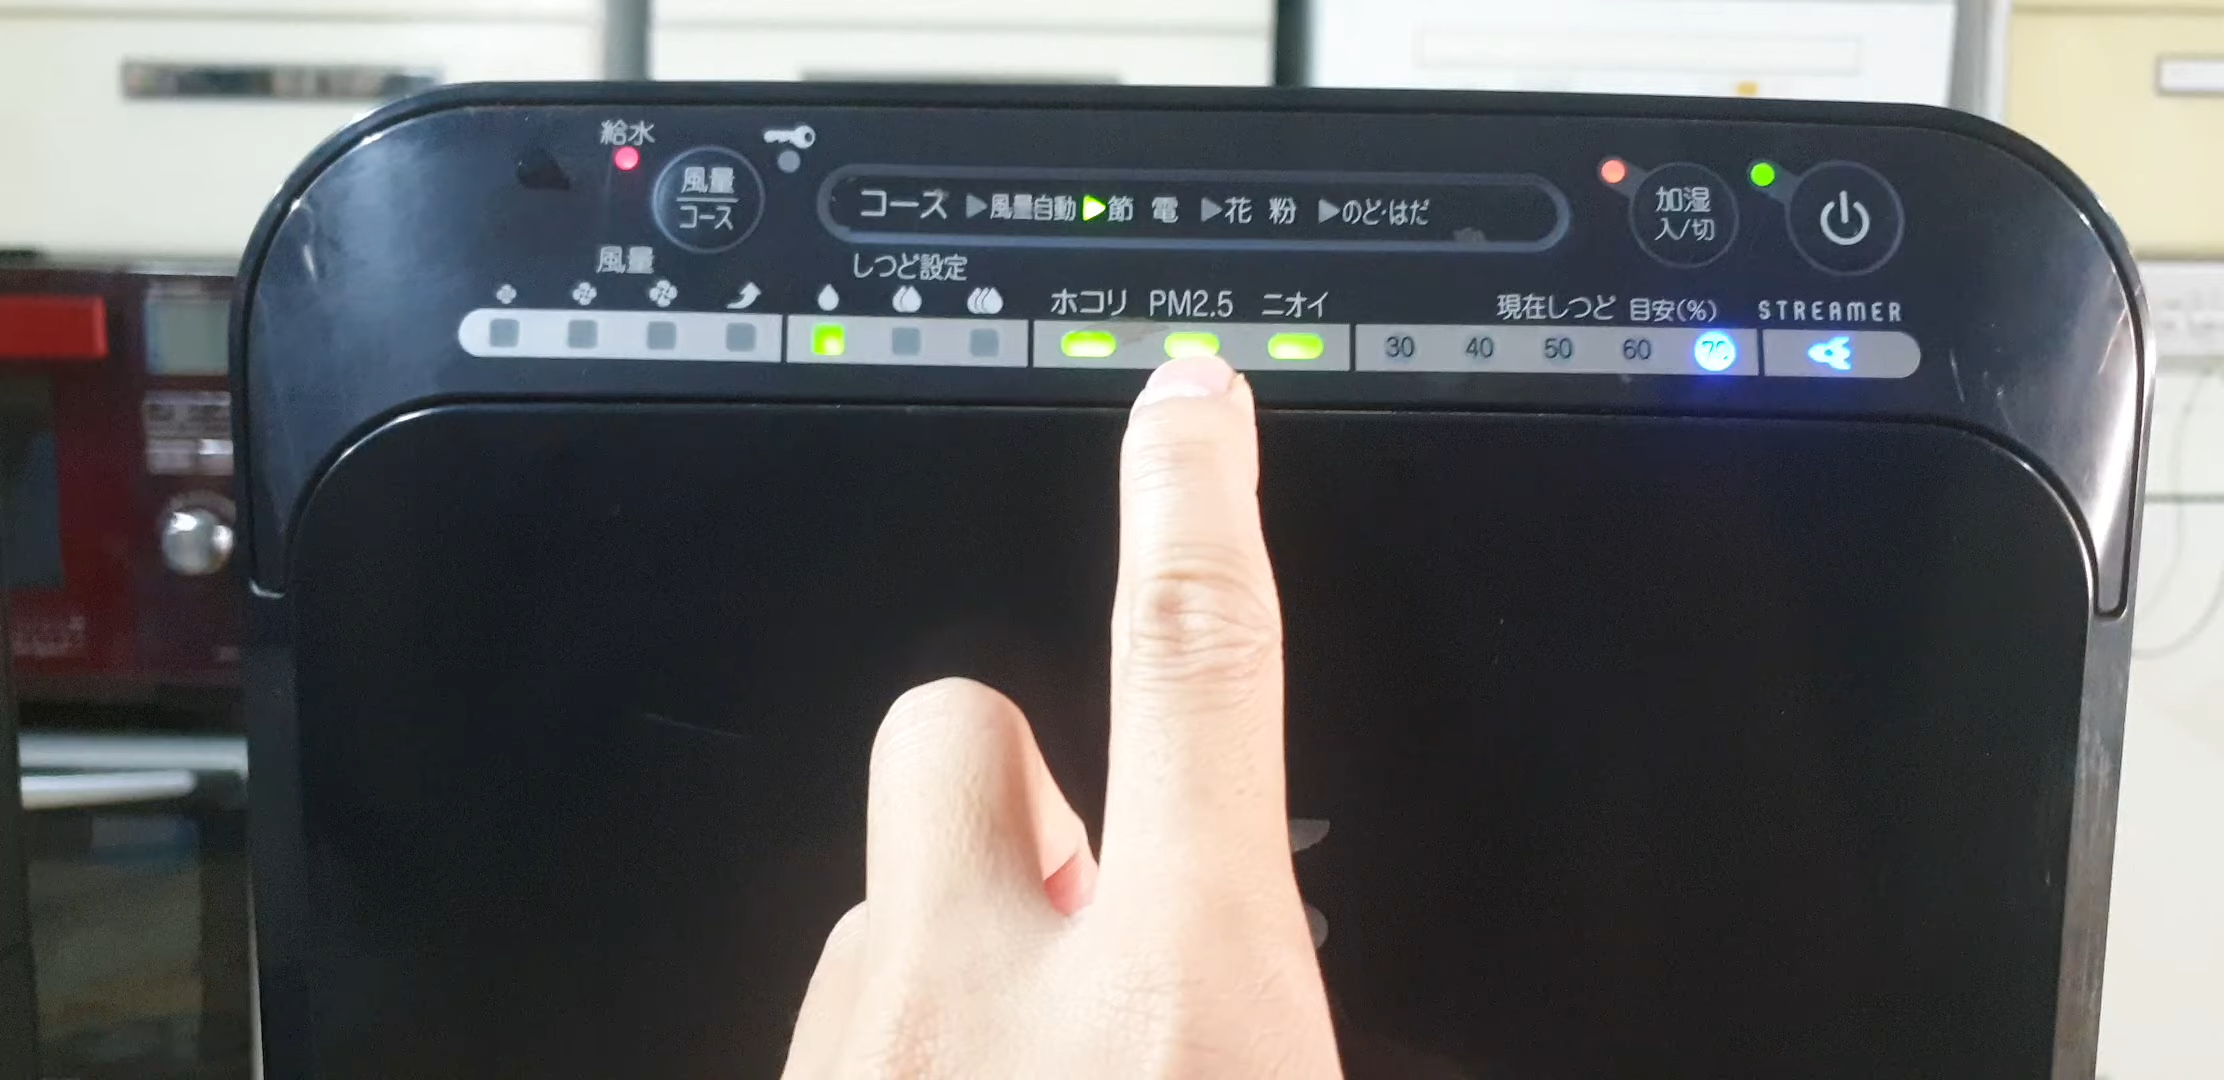 給水
風量
コース
コース ▶風量自動 ▶節 電 ▶花 粉 ▶のど・はだ
加湿
入/切
風量
しつど設定
ホコリ PM2.5 ニオイ
現在しつど 目安(%)
STREAMER
30 40 50 60 70